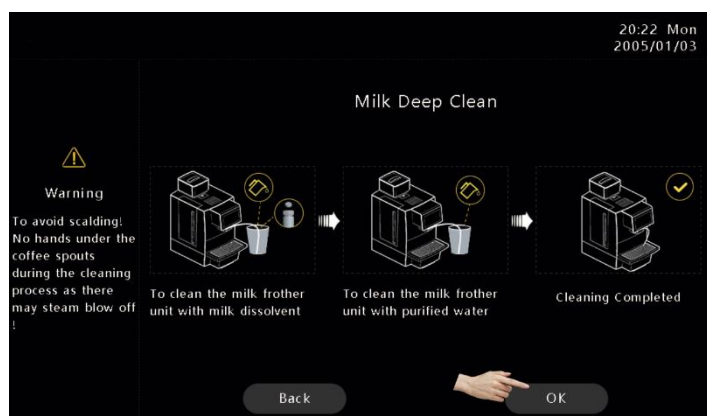 20:22 Mon
2005/01/03
Milk Deep Clean
Warning
To avoid scalding!
No hands under the
coffee spouts
during the cleaning
process as there
may steam blow off
!
To clean the milk frother
unit with milk dissolvent
To clean the milk frother
unit with purified water
Cleaning Completed
Back
OK